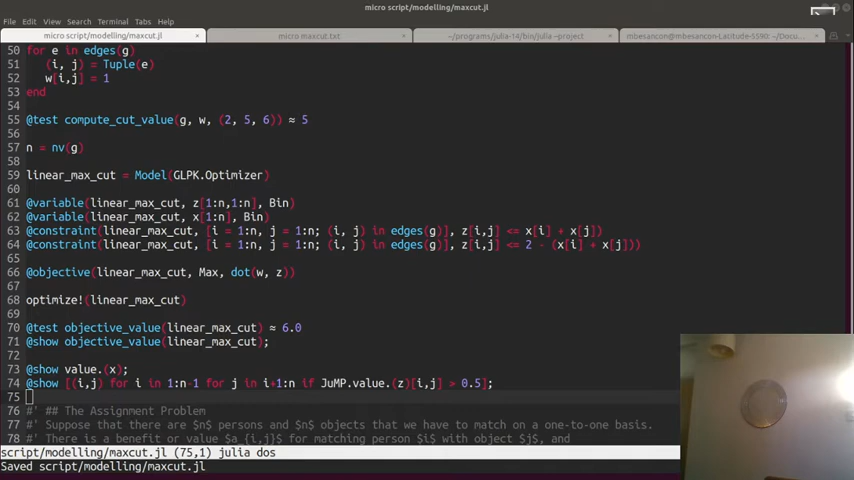 micro script/modelling/maxcut.jl
File Edit View Search Terminal Tabs Help
micro script/modelling/maxcut.jl × micro maxcut.txt × ~/programs/julia-14/bin/julia --project × mbesancon@mbesancon-Latitude-5590: ~/Docu... ×
50 for e in edges(g)
51 (i, j) = Tuple(e)
52 w[i,j] = 1
53 end
54
55 @test compute_cut_value(g, w, (2, 5, 6)) ≈ 5
56
57 n = nv(g)
58
59 linear_max_cut = Model(GLPK.Optimizer)
60
61 @variable(linear_max_cut, z[1:n,1:n], Bin)
62 @variable(linear_max_cut, x[1:n], Bin)
63 @constraint(linear_max_cut, [i = 1:n, j = 1:n; (i, j) in edges(g)], z[i,j] <= x[i] + x[j])
64 @constraint(linear_max_cut, [i = 1:n, j = 1:n; (i, j) in edges(g)], z[i,j] <= 2 - (x[i] + x[j]))
65
66 @objective(linear_max_cut, Max, dot(w, z))
67
68 optimize!(linear_max_cut)
69
70 @test objective_value(linear_max_cut) ≈ 6.0
71 @show objective_value(linear_max_cut);
72
73 @show value.(x);
74 @show [(i,j) for i in 1:n-1 for j in i+1:n if JuMP.value.(z)[i,j] > 0.5];
75
76 #' ## The Assignment Problem
77 #' Suppose that there are $n$ persons and $n$ objects that we have to match on a one-to-one basis.
78 #' There is a benefit or value $a_{i,j}$ for matching person $i$ with object $j$, and
script/modelling/maxcut.jl (75,1) julia dos
Saved script/modelling/maxcut.jl